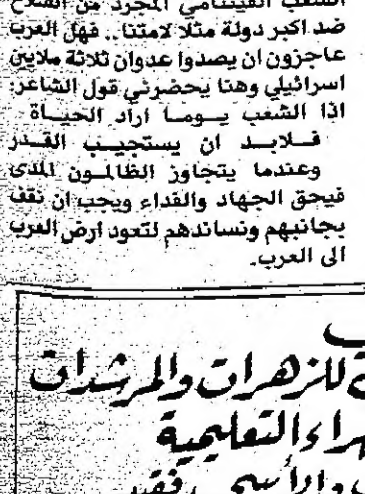 الشعب الفيتنامي المجرد من السلاح
ضد اكبر دولة مثلا لامتنا.. فهل العرب
عاجزون ان يصدوا عدوان ثلاثة ملايين
اسرائيلي وهنا يحضرني قول الشاعر:
اذا الشعب يوما اراد الحياة
فلابد ان يستجيب القدر
وعندما يتجاوز الظالمون المدى
فيحق الجهاد والفداء ويجب ان نقف
بجانبهم ونساندهم لتعود ارض العرب
الى العرب.
للزهرات والمرشدات
التعليمية